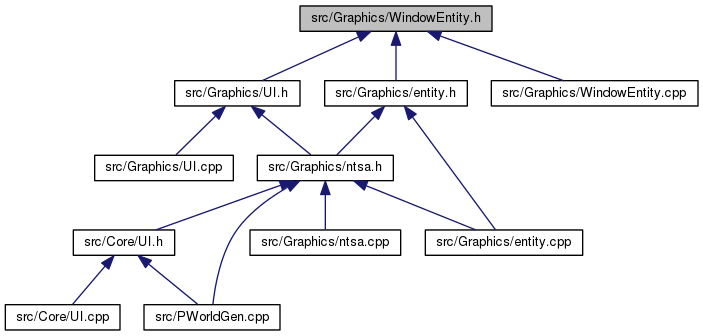 src/Graphics/WindowEntity.h
src/Graphics/UI.h
src/Graphics/entity.h
src/Graphics/WindowEntity.cpp
src/Graphics/UI.cpp
src/Graphics/ntsa.h
src/Core/UI.h
src/Graphics/ntsa.cpp
src/Graphics/entity.cpp
src/Core/UI.cpp
src/PWorldGen.cpp